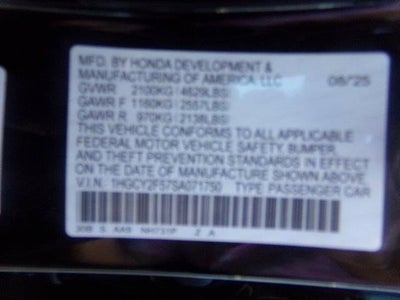 MFD. BY HONDA DEVELOPMENT &
MANUFACTURING OF AMERICA, LLC 08/25
GVWR 2100KG (4629LBS)
GAWR F 1160KG (2557LBS)
GAWR R 970KG (2138LBS)
THIS VEHICLE CONFORMS TO ALL APPLICABLE
FEDERAL MOTOR VEHICLE SAFETY, BUMPER,
AND THEFT PREVENTION STANDARDS IN EFFECT
ON THE DATE OF MANUFACTURE SHOWN ABOVE.
V.I.N.: 1HGCY2F57SA071750 TYPE: PASSENGER CAR
NH731P